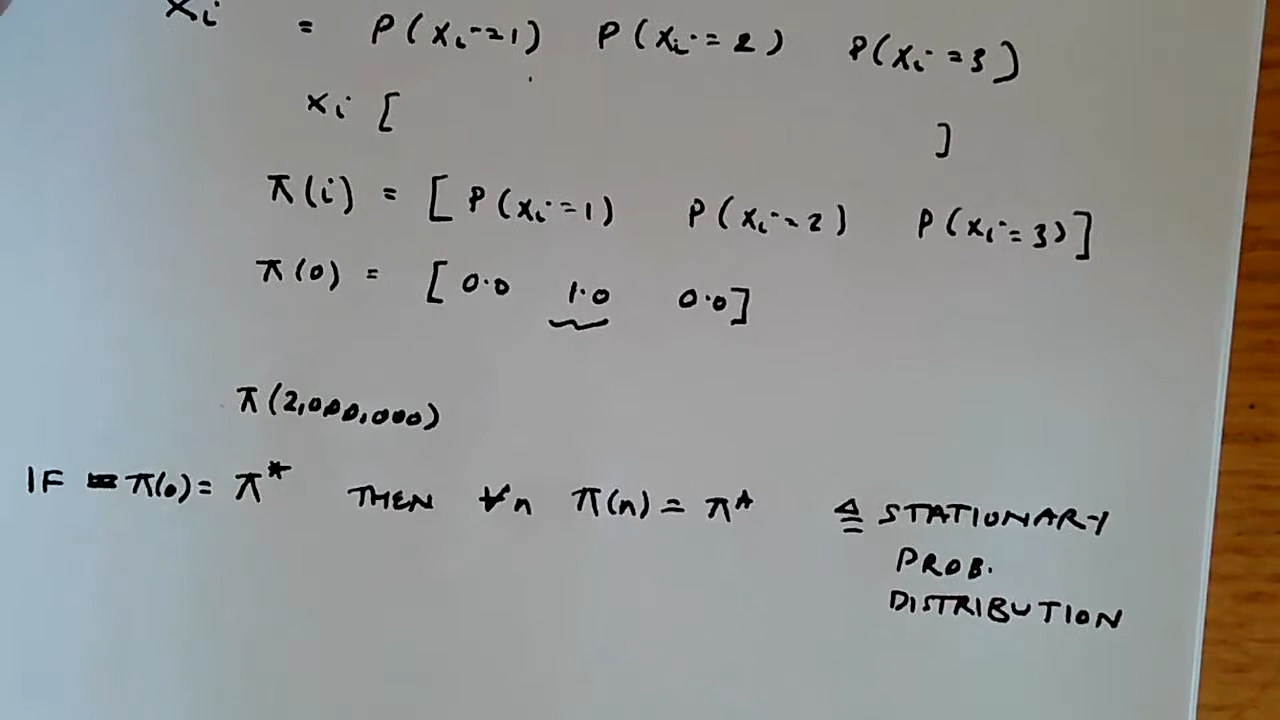 Xi = P(Xi=1) P(Xi=2) P(Xi=3)
Xi [ ]
π(i) = [P(Xi=1) P(Xi=2) P(Xi=3)]
π(0) = [0.0 1.0 0.0]
π(2,000,000)
IF π(0) = π* THEN ∀n π(n) = π* ≜ STATIONARY
PROB.
DISTRIBUTION